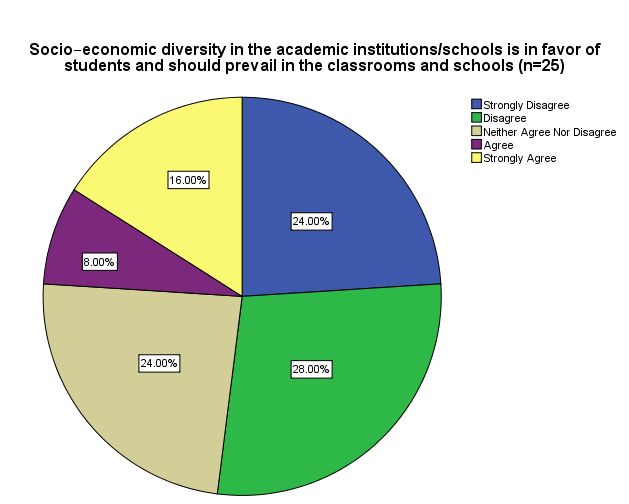 Socio–economic diversity in the academic institutions/schools is in favor of
students and should prevail in the classrooms and schools (n=25)
Strongly Disagree
Disagree
Neither Agree Nor Disagree
Agree
Strongly Agree
16.00%
24.00%
8.00%
24.00%
28.00%